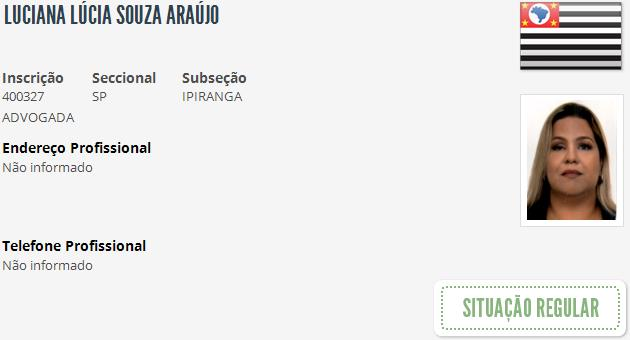 LUCIANA LÚCIA SOUZA ARAÚJO
Inscrição Seccional Subseção
400327 SP IPIRANGA
ADVOGADA
Endereço Profissional
Não informado
Telefone Profissional
Não informado
SITUAÇÃO REGULAR